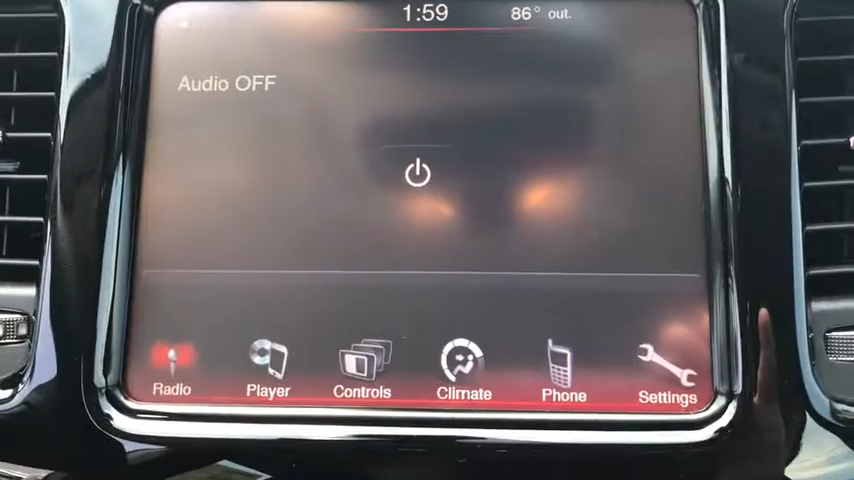 1:59 86° out.
Audio OFF
Radio Player Controls Climate Phone Settings